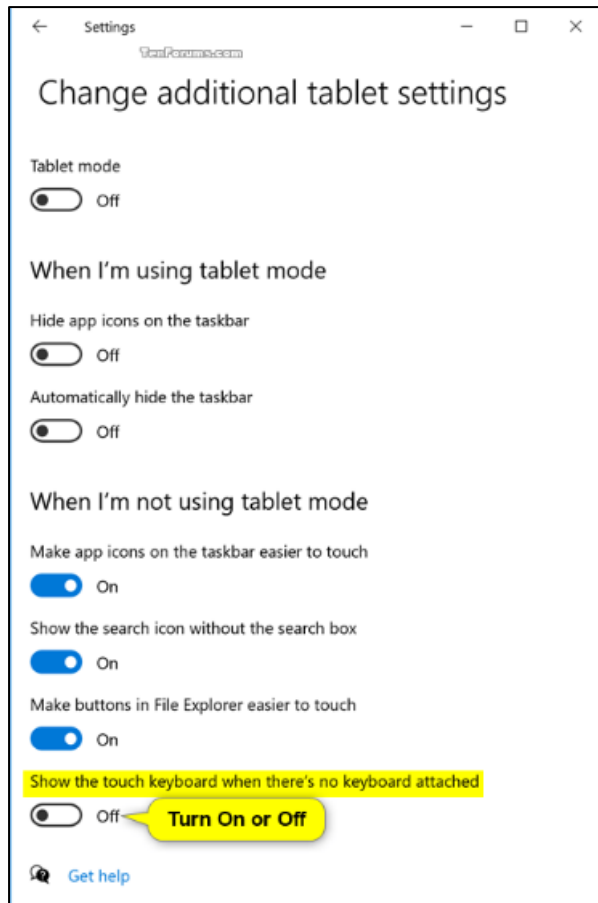 Settings
TenForums.com
Change additional tablet settings
Tablet mode
Off
When I'm using tablet mode
Hide app icons on the taskbar
Off
Automatically hide the taskbar
Off
When I'm not using tablet mode
Make app icons on the taskbar easier to touch
On
Show the search icon without the search box
On
Make buttons in File Explorer easier to touch
On
Show the touch keyboard when there's no keyboard attached
Off
Turn On or Off
Get help